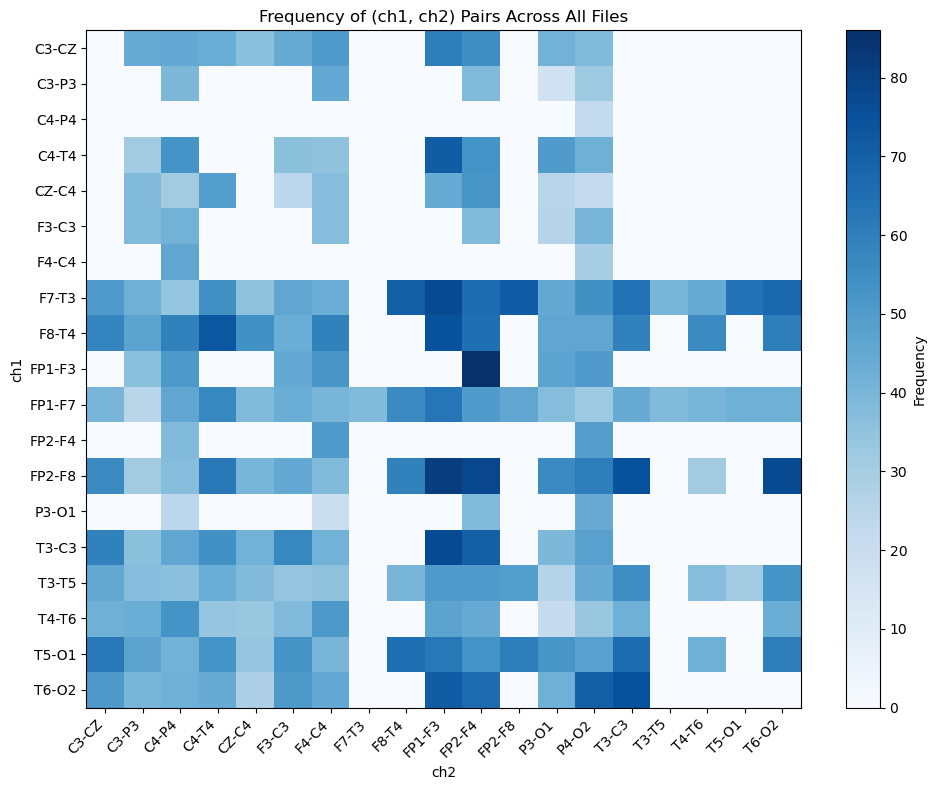 Frequency of (ch1, ch2) Pairs Across All Files
ch1
C3-CZ
C3-P3
C4-P4
C4-T4
CZ-C4
F3-C3
F4-C4
F7-T3
F8-T4
FP1-F3
FP1-F7
FP2-F4
FP2-F8
P3-O1
T3-C3
T3-T5
T4-T6
T5-O1
T6-O2
C3-CZ
C3-P3
C4-P4
C4-T4
CZ-C4
F3-C3
F4-C4
F7-T3
F8-T4
FP1-F3
FP2-F4
FP2-F8
P3-O1
P4-O2
T3-C3
T3-T5
T4-T6
T5-O1
T6-O2
ch2
80
70
60
50
40
30
20
10
0
Frequency